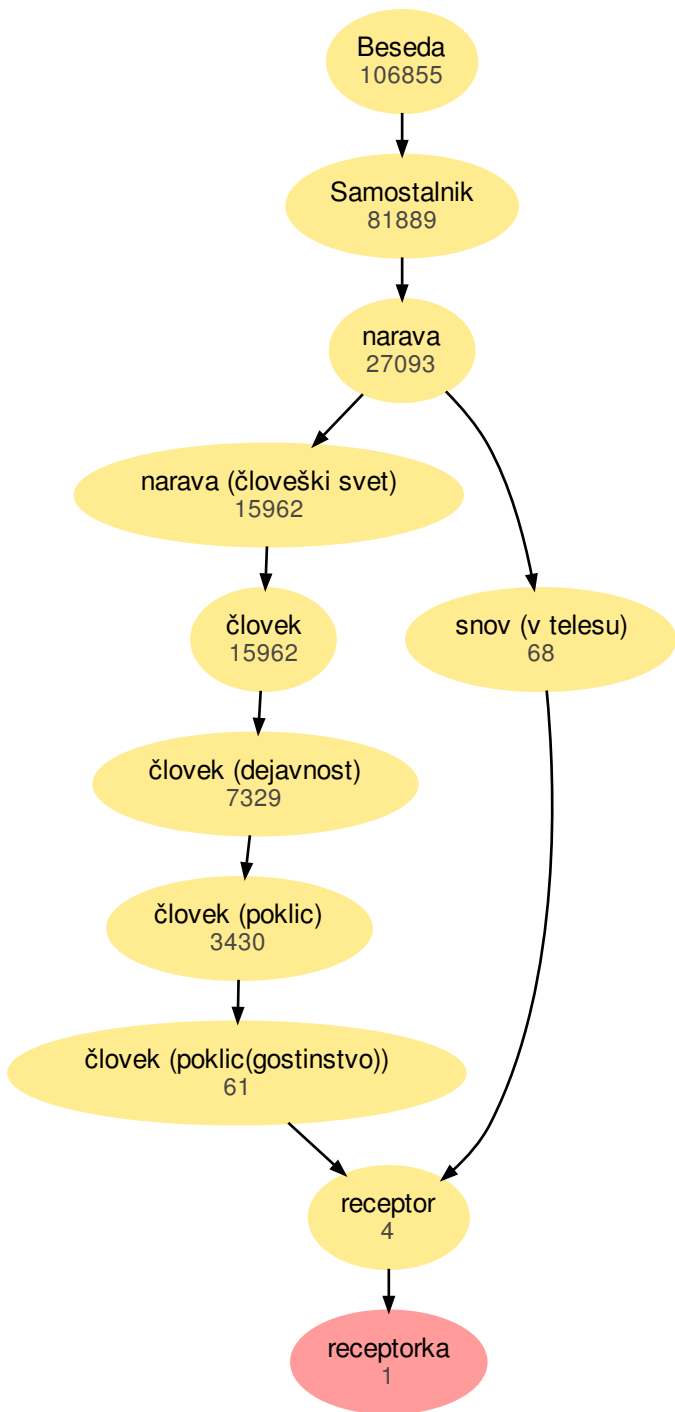 Beseda
106855
Samostalnik
81889
narava
27093
narava (človeški svet)
15962
človek
15962
snov (v telesu)
68
človek (dejavnost)
7329
človek (poklic)
3430
človek (poklic(gostinstvo))
61
receptor
4
receptorka
1